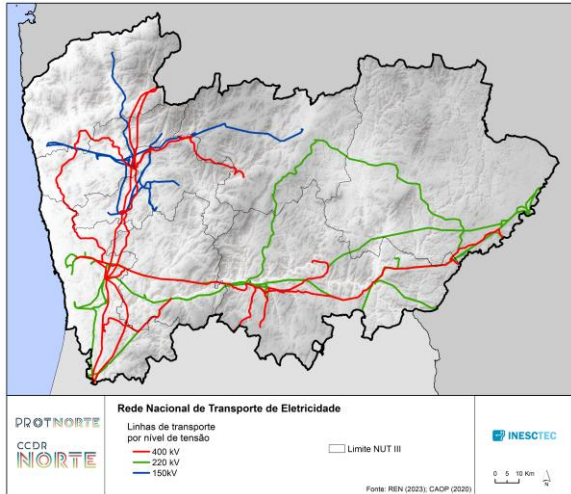 PROTNORTE
CCDR
NORTE
Rede Nacional de Transporte de Eletricidade
Linhas de transporte
por nível de tensão
400 kV
220 kV
150kV
Limite NUT III
INESCTEC
0 5 10 Km
N
Fonte: REN (2023); CAOP (2020)